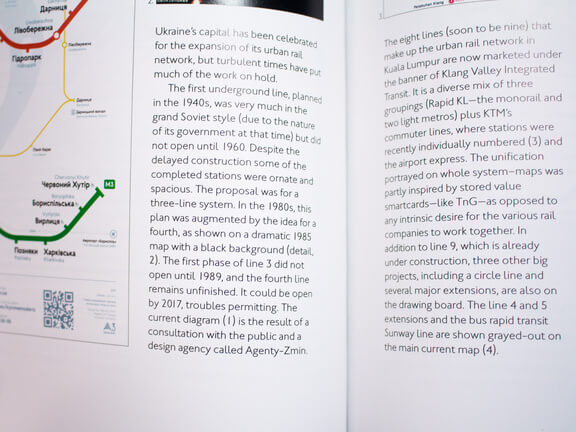 Лівобережна
Livoberezhna
Дарниця
Гідропарк
Лівобережна
Дарниця
Червоний Хутір
M3
Бориспільська
Вирлиця
Позняки
Харківська
2.
Ukraine's capital has been celebrated
for the expansion of its urban rail
network, but turbulent times have put
much of the work on hold.
The first underground line, planned
in the 1940s, was very much in the
grand Soviet style (due to the nature
of its government at that time) but did
not open until 1960. Despite the
delayed construction some of the
completed stations were ornate and
spacious. The proposal was for a
three-line system. In the 1980s, this
plan was augmented by the idea for a
fourth, as shown on a dramatic 1985
map with a black background (detail,
2). The first phase of line 3 did not
open until 1989, and the fourth line
remains unfinished. It could be open
by 2017, troubles permitting. The
current diagram (1) is the result of a
consultation with the public and a
design agency called Agenty-Zmin.
3.
The eight lines (soon to be nine) that
make up the urban rail network in
Kuala Lumpur are now marketed under
the banner of Klang Valley Integrated
Transit. It is a diverse mix of three
groupings (Rapid KL—the monorail and
two light metros) plus KTM's
commuter lines, where stations were
recently individually numbered (3) and
the airport express. The unification
portrayed on whole system-maps was
partly inspired by stored value
smartcards—like TnG—as opposed to
any intrinsic desire for the various rail
companies to work together. In
addition to line 9, which is already
under construction, three other big
projects, including a circle line and
several major extensions, are also on
the drawing board. The line 4 and 5
extensions and the bus rapid transit
Sunway line are shown grayed-out on
the main current map (4).